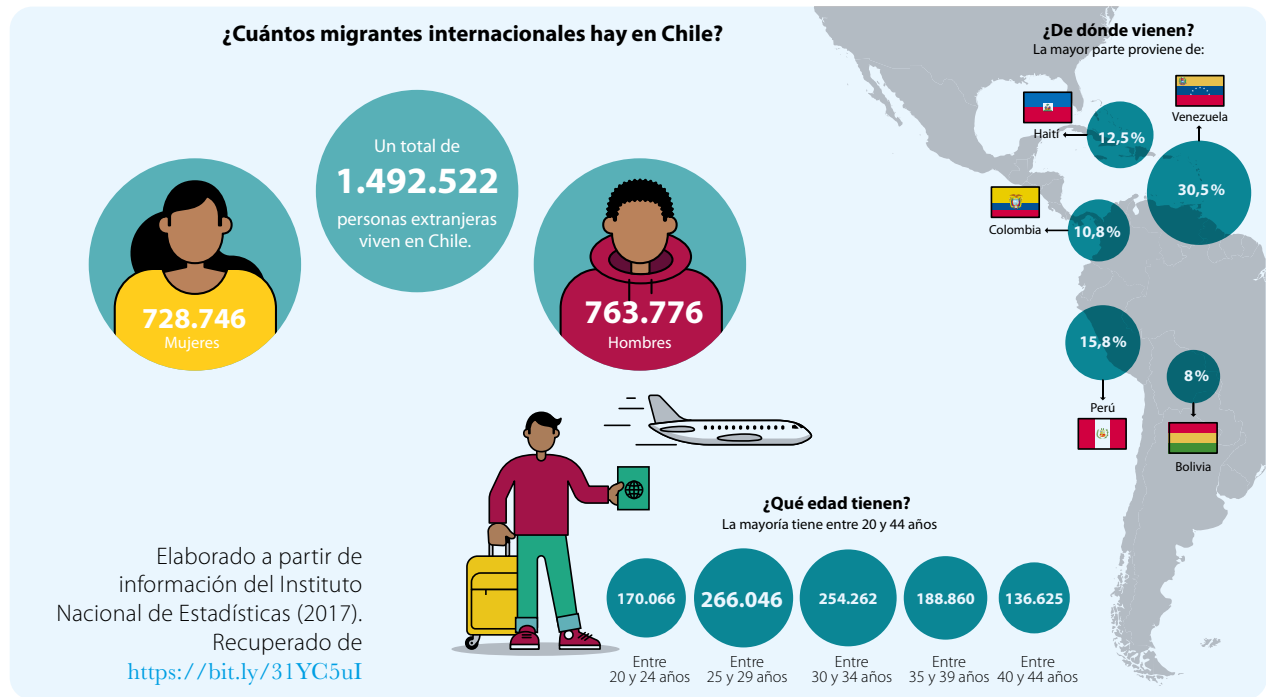 ¿Cuántos migrantes internacionales hay en Chile?
Un total de
1.492.522
personas extranjeras
viven en Chile.
728.746
Mujeres
763.776
Hombres
¿De dónde vienen?
La mayor parte proviene de:
Haití
12,5 %
Venezuela
30,5 %
Colombia
10,8 %
15,8 %
Perú
8 %
Bolivia
¿Qué edad tienen?
La mayoría tiene entre 20 y 44 años
170.066
266.046
254.262
188.860
136.625
Entre
20 y 24 años
Entre
25 y 29 años
Entre
30 y 34 años
Entre
35 y 39 años
Entre
40 y 44 años
Elaborado a partir de
información del Instituto
Nacional de Estadísticas (2017).
Recuperado de
https://bit.ly/31YC5uI